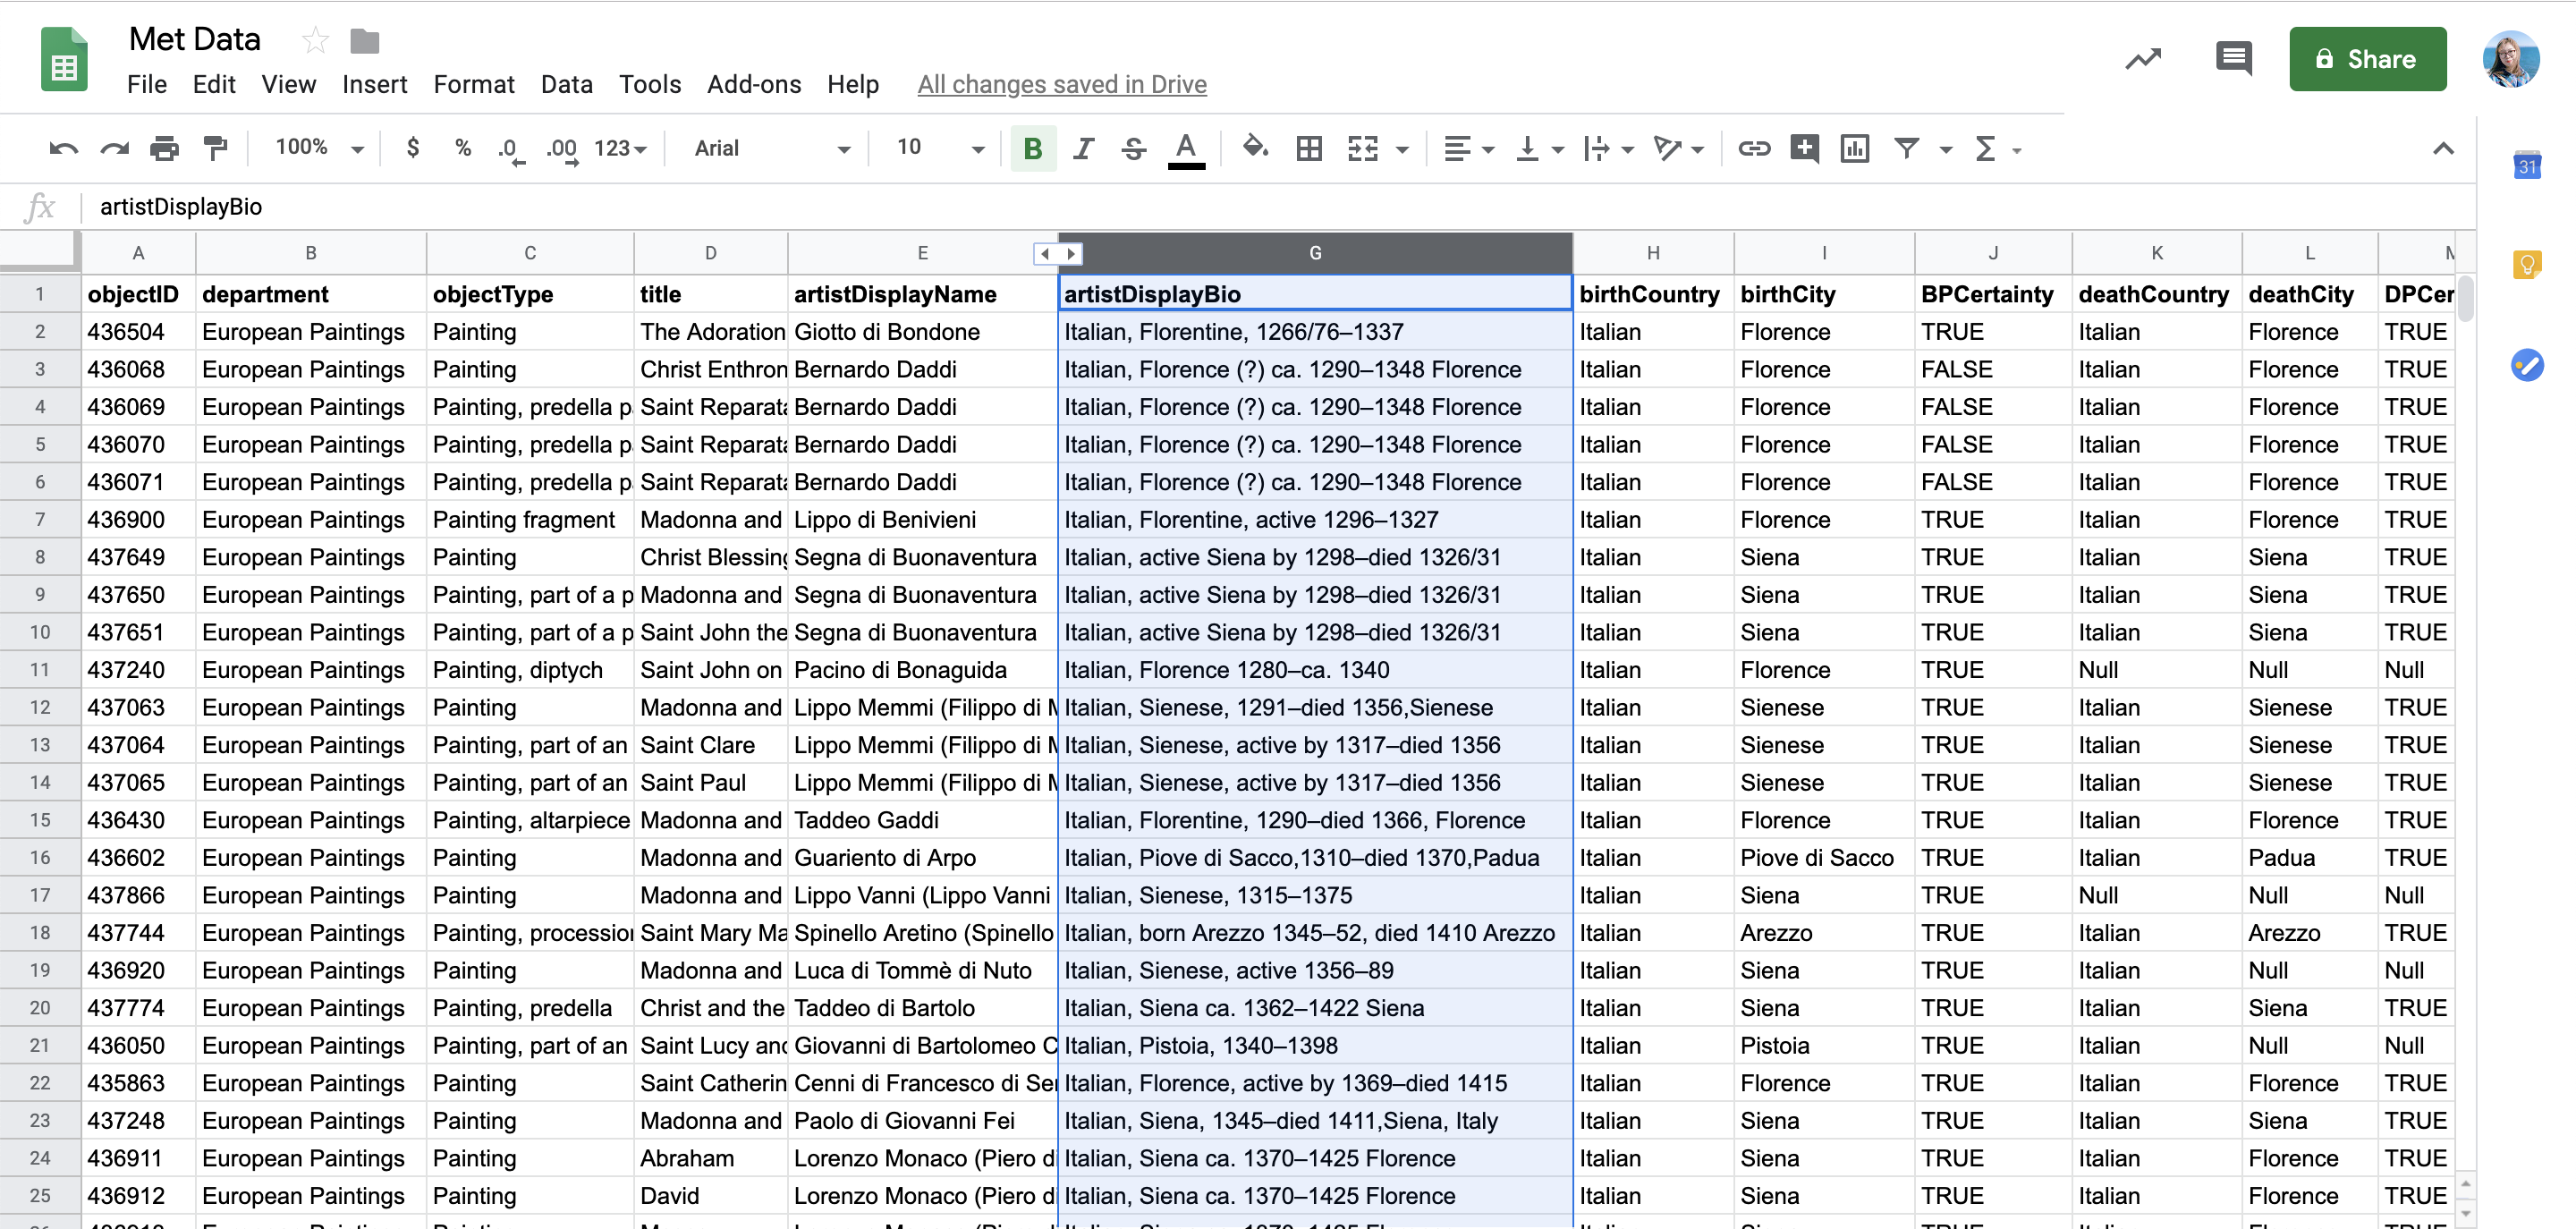 Met Data
File Edit View Insert Format Data Tools Add-ons Help All changes saved in Drive
Share
100% $ % .0 .00 123 Arial 10 B I S A Σ
31
fx artistDisplayBio
A B C D E G H I J K L
1 objectID department objectType title artistDisplayName artistDisplayBio birthCountry birthCity BPCertainty deathCountry deathCity DPCer
2 436504 European Paintings Painting The Adoration Giotto di Bondone Italian, Florentine, 1266/76–1337 Italian Florence TRUE Italian Florence TRUE
3 436068 European Paintings Painting Christ Enthron Bernardo Daddi Italian, Florence (?) ca. 1290–1348 Florence Italian Florence FALSE Italian Florence TRUE
4 436069 European Paintings Painting, predella p Saint Reparata Bernardo Daddi Italian, Florence (?) ca. 1290–1348 Florence Italian Florence FALSE Italian Florence TRUE
5 436070 European Paintings Painting, predella p Saint Reparata Bernardo Daddi Italian, Florence (?) ca. 1290–1348 Florence Italian Florence FALSE Italian Florence TRUE
6 436071 European Paintings Painting, predella p Saint Reparata Bernardo Daddi Italian, Florence (?) ca. 1290–1348 Florence Italian Florence FALSE Italian Florence TRUE
7 436900 European Paintings Painting fragment Madonna and Lippo di Benivieni Italian, Florentine, active 1296–1327 Italian Florence TRUE Italian Florence TRUE
8 437649 European Paintings Painting Christ Blessing Segna di Buonaventura Italian, active Siena by 1298–died 1326/31 Italian Siena TRUE Italian Siena TRUE
9 437650 European Paintings Painting, part of a p Madonna and Segna di Buonaventura Italian, active Siena by 1298–died 1326/31 Italian Siena TRUE Italian Siena TRUE
10 437651 European Paintings Painting, part of a p Saint John the Segna di Buonaventura Italian, active Siena by 1298–died 1326/31 Italian Siena TRUE Italian Siena TRUE
11 437240 European Paintings Painting, diptych Saint John on Pacino di Bonaguida Italian, Florence 1280–ca. 1340 Italian Florence TRUE Null Null Null
12 437063 European Paintings Painting Madonna and Lippo Memmi (Filippo di M Italian, Sienese, 1291–died 1356,Sienese Italian Sienese TRUE Italian Sienese TRUE
13 437064 European Paintings Painting, part of an Saint Clare Lippo Memmi (Filippo di M Italian, Sienese, active by 1317–died 1356 Italian Sienese TRUE Italian Sienese TRUE
14 437065 European Paintings Painting, part of an Saint Paul Lippo Memmi (Filippo di M Italian, Sienese, active by 1317–died 1356 Italian Sienese TRUE Italian Sienese TRUE
15 436430 European Paintings Painting, altarpiece Madonna and Taddeo Gaddi Italian, Florentine, 1290–died 1366, Florence Italian Florence TRUE Italian Florence TRUE
16 436602 European Paintings Painting Madonna and Guariento di Arpo Italian, Piove di Sacco,1310–died 1370,Padua Italian Piove di Sacco TRUE Italian Padua TRUE
17 437866 European Paintings Painting Madonna and Lippo Vanni (Lippo Vanni Italian, Sienese, 1315–1375 Italian Siena TRUE Null Null Null
18 437744 European Paintings Painting, procession Saint Mary Ma Spinello Aretino (Spinello Italian, born Arezzo 1345–52, died 1410 Arezzo Italian Arezzo TRUE Italian Arezzo TRUE
19 436920 European Paintings Painting Madonna and Luca di Tommè di Nuto Italian, Sienese, active 1356–89 Italian Siena TRUE Italian Null Null
20 437774 European Paintings Painting, predella Christ and the Taddeo di Bartolo Italian, Siena ca. 1362–1422 Siena Italian Siena TRUE Italian Siena TRUE
21 436050 European Paintings Painting, part of an Saint Lucy and Giovanni di Bartolomeo C Italian, Pistoia, 1340–1398 Italian Pistoia TRUE Italian Null Null
22 435863 European Paintings Painting Saint Catherin Cenni di Francesco di Ser Italian, Florence, active by 1369–died 1415 Italian Florence TRUE Italian Florence TRUE
23 437248 European Paintings Painting Madonna and Paolo di Giovanni Fei Italian, Siena, 1345–died 1411,Siena, Italy Italian Siena TRUE Italian Siena TRUE
24 436911 European Paintings Painting Abraham Lorenzo Monaco (Piero di Italian, Siena ca. 1370–1425 Florence Italian Siena TRUE Italian Florence TRUE
25 436912 European Paintings Painting David Lorenzo Monaco (Piero di Italian, Siena ca. 1370–1425 Florence Italian Siena TRUE Italian Florence TRUE